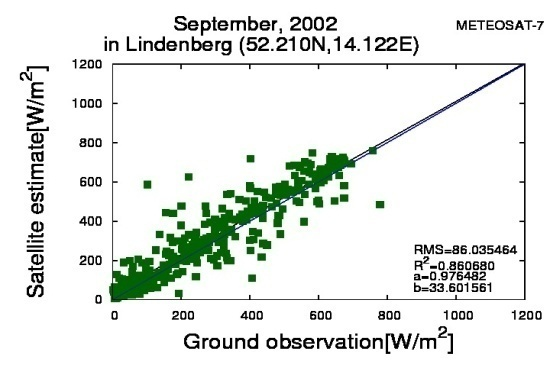 September, 2002
METEOSAT-7
in Lindenberg (52.210N,14.122E)
Satellite estimate[W/m²]
1200
1000
800
600
400
200
0
RMS=86.035464
R²=0.860680
a=0.976482
b=33.601561
0 200 400 600 800 1000 1200
Ground observation[W/m²]